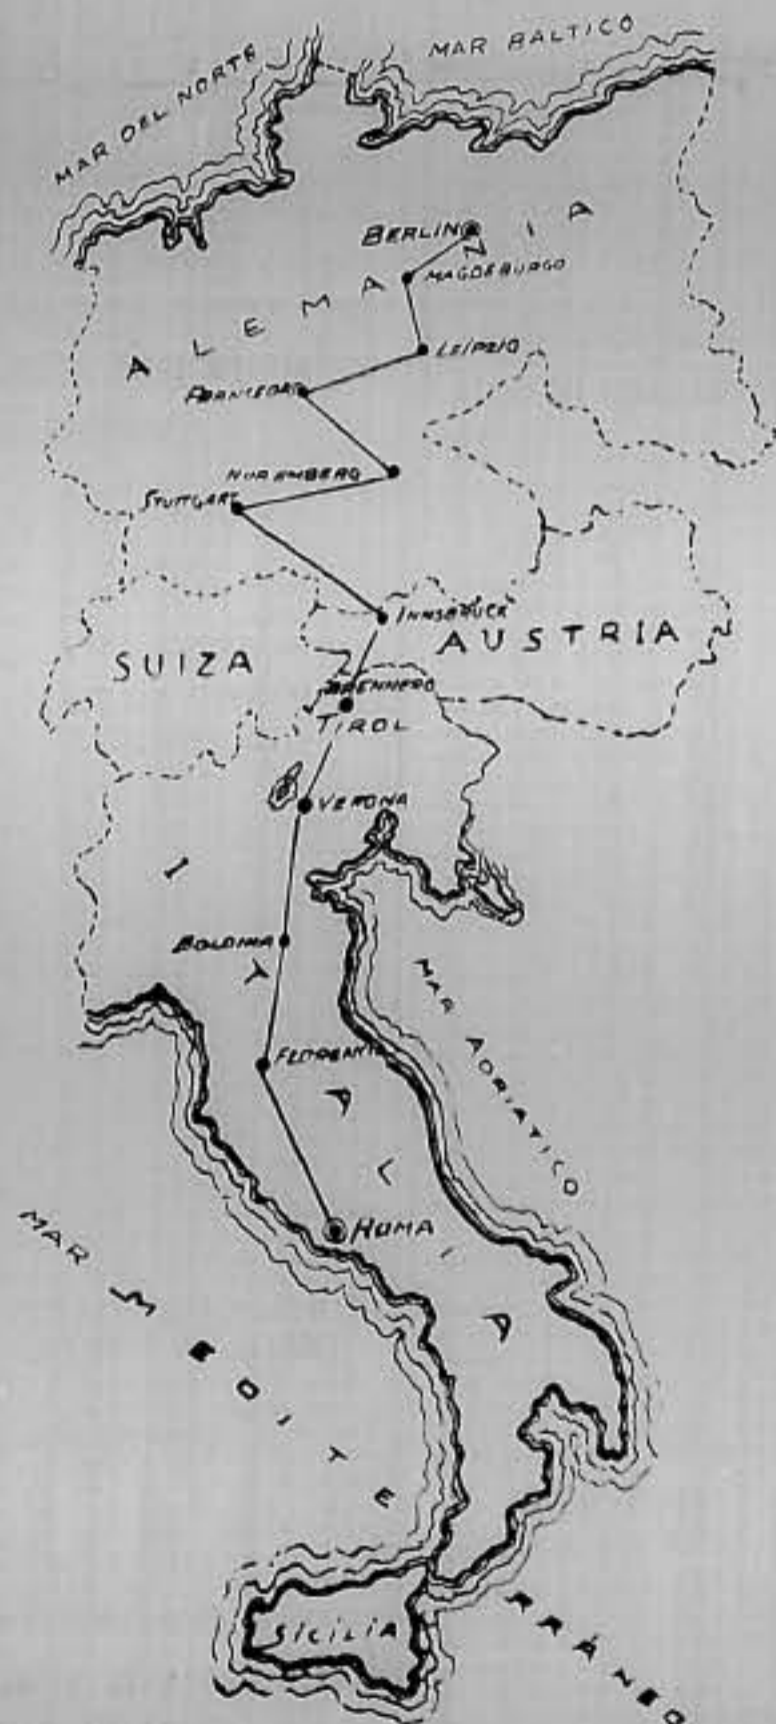 MAR BALTICO
MAR DEL NORTE
BERLIN
MAGDEBURGO
ALEMANIA
LEIPZIG
NUREMBERG
STUTTGART
INNSBRUCK
AUSTRIA
SUIZA
BRENNERO
TIROL
VERONA
ITALIA
MAR ADRIATICO
ROMA
MAR MEDITERRÁNEO
SICILIA